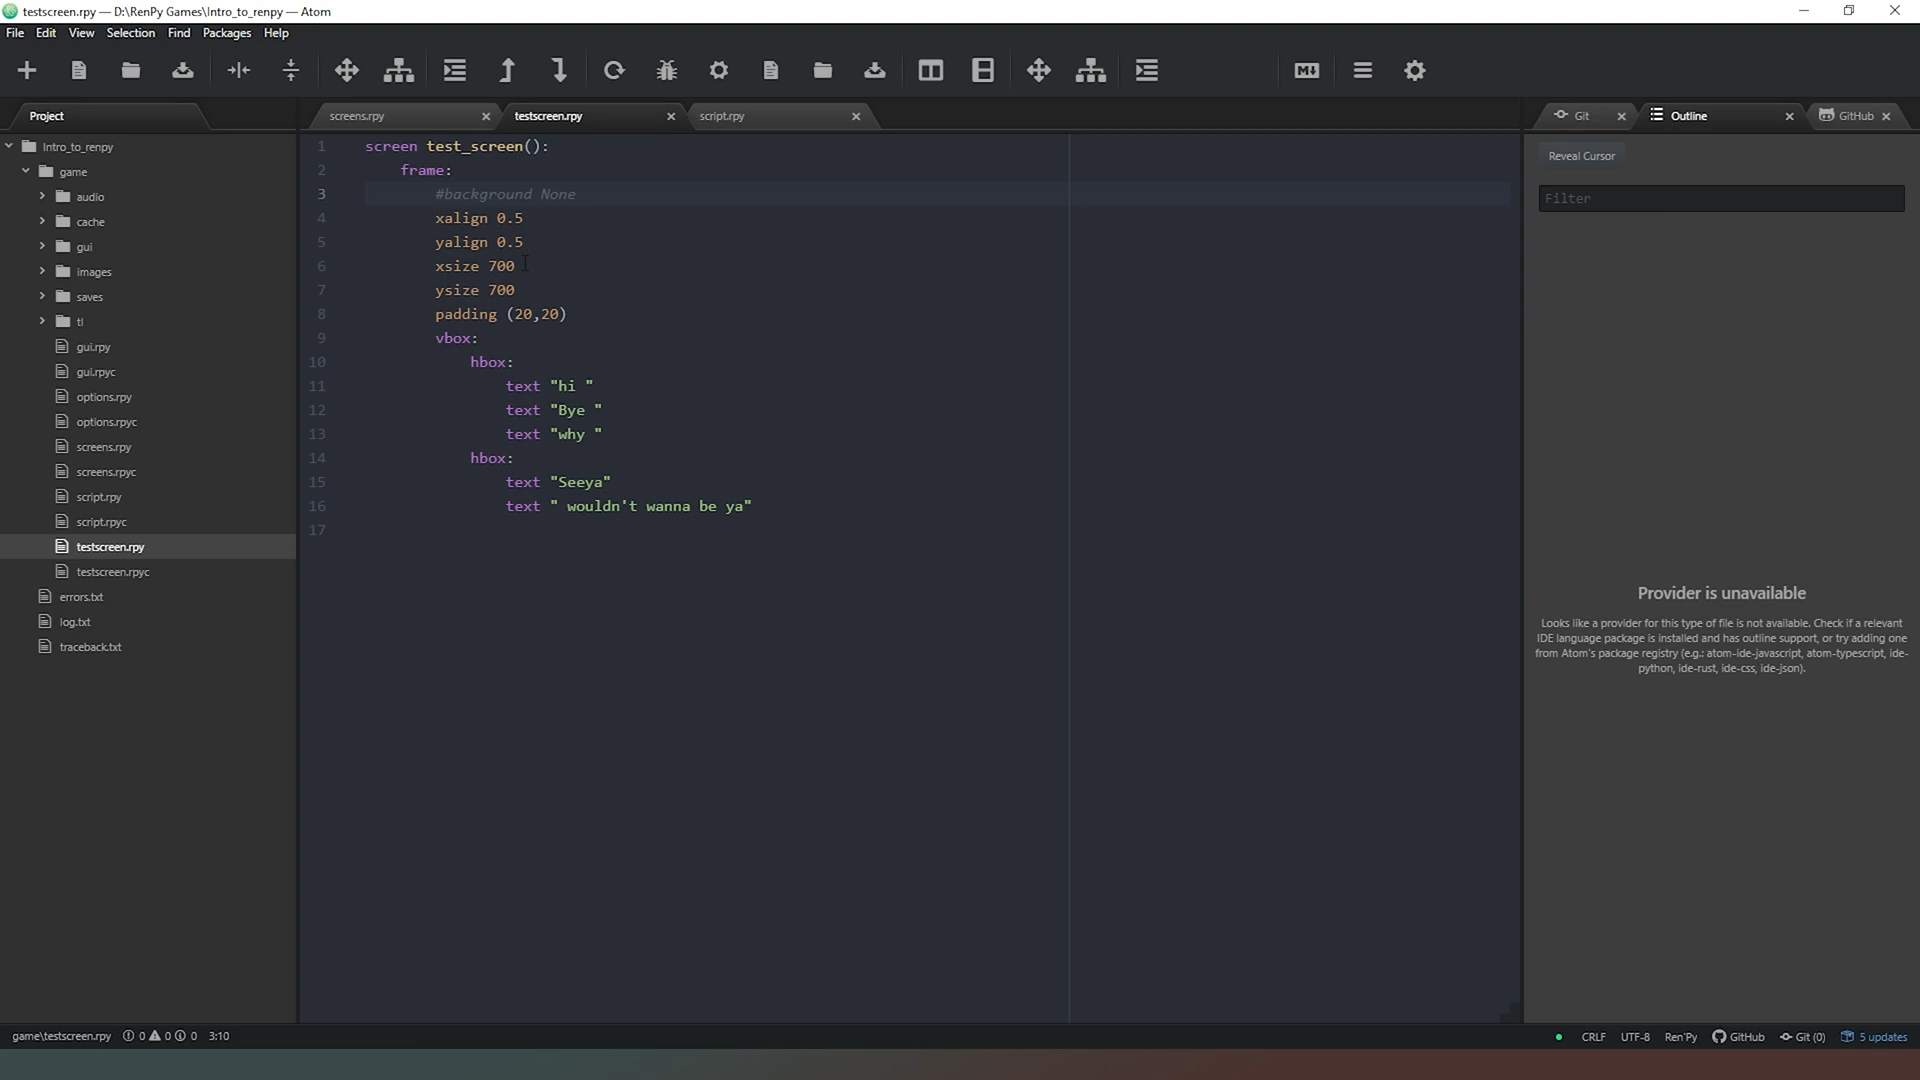 testscreen.rpy — D:\RenPy Games\Intro_to_renpy — Atom
File Edit View Selection Find Packages Help
Project
screens.rpy
testscreen.rpy
script.rpy
Git
Outline
GitHub
Intro_to_renpy
game
audio
cache
gui
images
saves
tl
gui.rpy
gui.rpyc
options.rpy
options.rpyc
screens.rpy
screens.rpyc
script.rpy
script.rpyc
testscreen.rpy
testscreen.rpyc
errors.txt
log.txt
traceback.txt
1 screen test_screen():
2 frame:
3 #background None
4 xalign 0.5
5 yalign 0.5
6 xsize 700
7 ysize 700
8 padding (20,20)
9 vbox:
10 hbox:
11 text "hi "
12 text "Bye "
13 text "why "
14 hbox:
15 text "Seeya"
16 text " wouldn't wanna be ya"
17
Reveal Cursor
Filter
Provider is unavailable
Looks like a provider for this type of file is not available. Check if a relevant
IDE language package is installed and has outline support, or try adding one
from Atom's package registry (e.g.: atom-ide-javascript, atom-typescript, ide-
python, ide-rust, ide-css, ide-json).
game\testscreen.rpy 0 0 0 3:10
CRLF UTF-8 Ren'Py GitHub Git (0) 5 updates